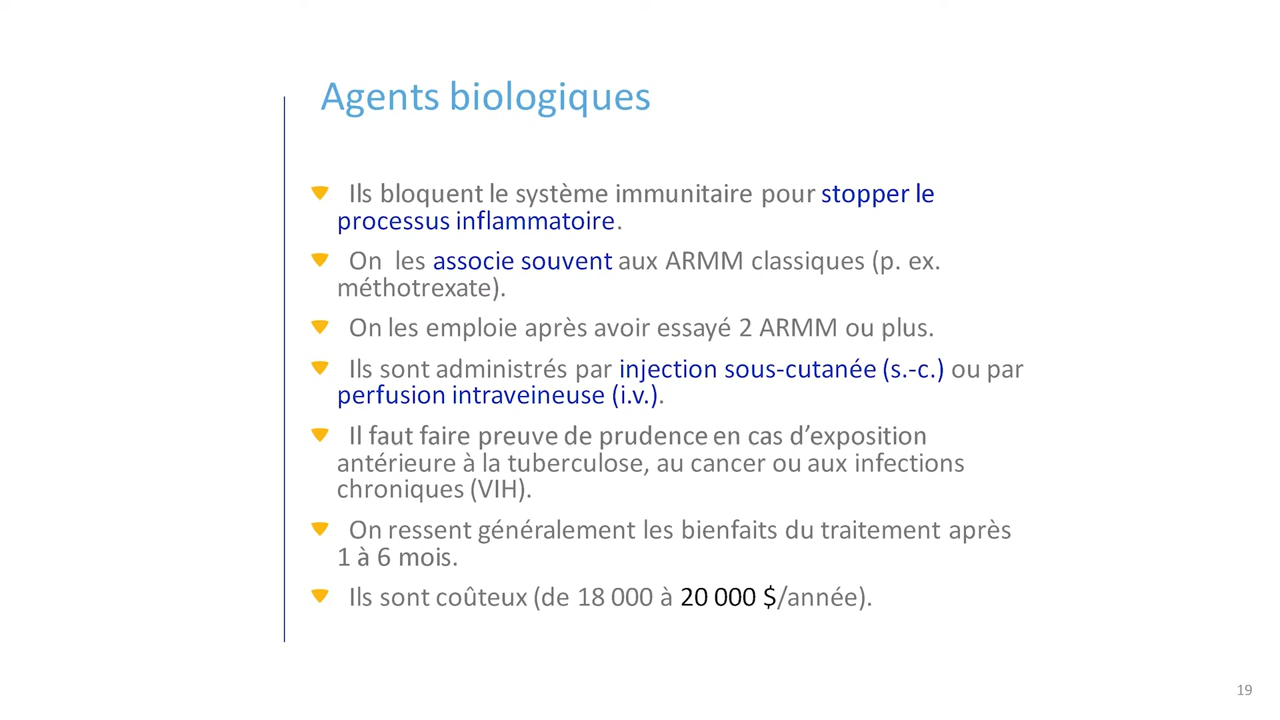 Agents biologiques
Ils bloquent le système immunitaire pour stopper le
processus inflammatoire.
On les associe souvent aux ARMM classiques (p. ex.
méthotrexate).
On les emploie après avoir essayé 2 ARMM ou plus.
Ils sont administrés par injection sous-cutanée (s.-c.) ou par
perfusion intraveineuse (i.v.).
Il faut faire preuve de prudence en cas d’exposition
antérieure à la tuberculose, au cancer ou aux infections
chroniques (VIH).
On ressent généralement les bienfaits du traitement après
1 à 6 mois.
Ils sont coûteux (de 18 000 à 20 000 $/année).
19